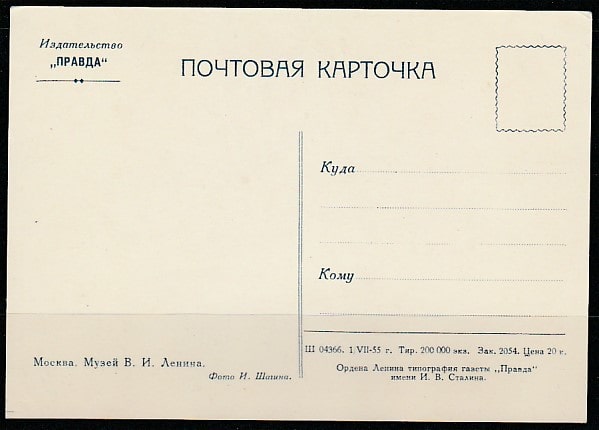 Издательство
„ПРАВДА“
ПОЧТОВАЯ КАРТОЧКА
Куда
Кому
Москва. Музей В. И. Ленина.
Фото И. Шагина.
Ш 04366. 1/VII-55 г. Тир. 200 000 экз. Зак. 2054. Цена 20 к.
Ордена Ленина типография газеты „Правда“
имени И. В. Сталина.